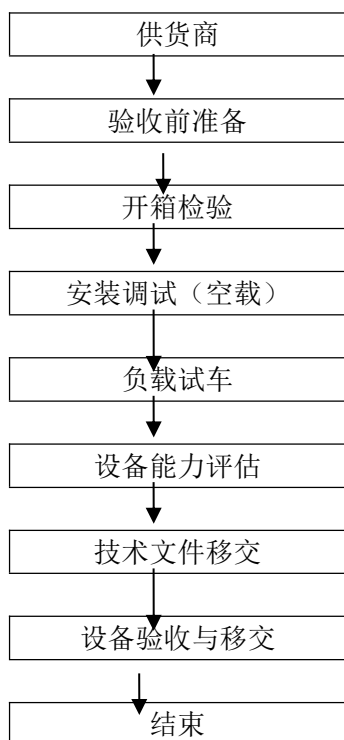 供货商
验收前准备
开箱检验
安装调试（空载）
负载试车
设备能力评估
技术文件移交
设备验收与移交
结束